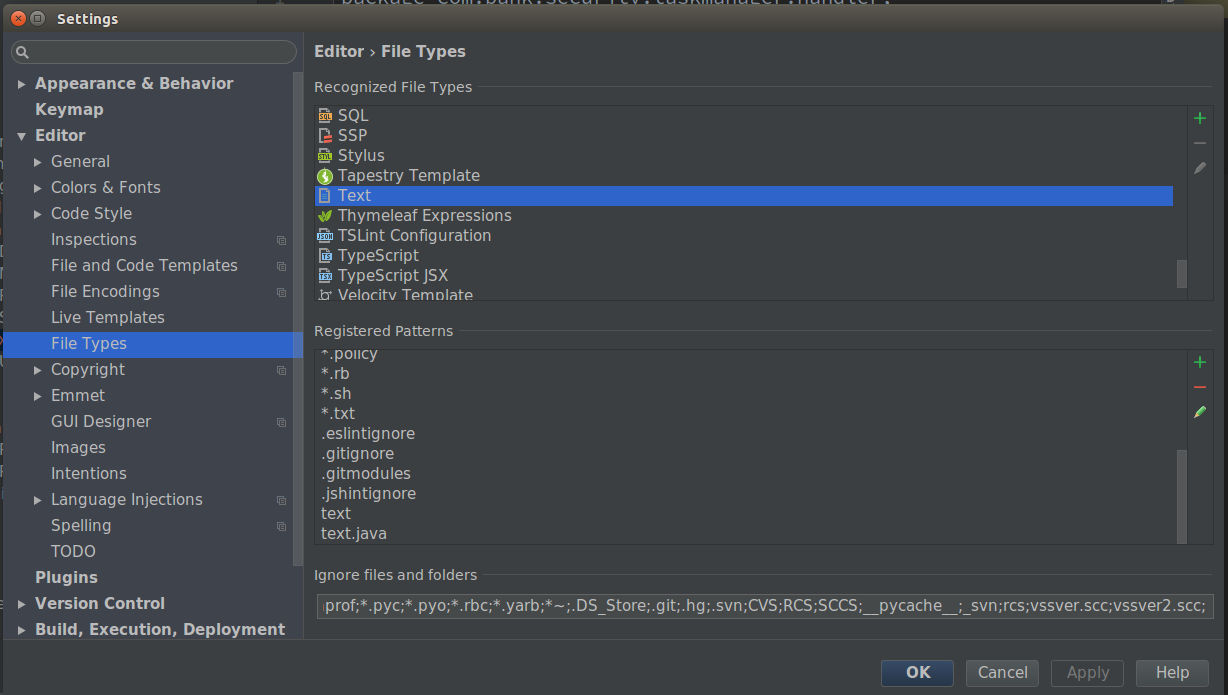 Settings
Appearance & Behavior
Keymap
Editor
General
Colors & Fonts
Code Style
Inspections
File and Code Templates
File Encodings
Live Templates
File Types
Copyright
Emmet
GUI Designer
Images
Intentions
Language Injections
Spelling
TODO
Plugins
Version Control
Build, Execution, Deployment
Editor › File Types
Recognized File Types
SQL
SSP
Stylus
Tapestry Template
Text
Thymeleaf Expressions
TSLint Configuration
TypeScript
TypeScript JSX
Velocity Template
Registered Patterns
*.policy
*.rb
*.sh
*.txt
.eslintignore
.gitignore
.gitmodules
.jshintignore
text
text.java
Ignore files and folders
prof;*.pyc;*.pyo;*.rbc;*.yarb;*~;.DS_Store;.git;.hg;.svn;CVS;RCS;SCCS;__pycache__;_svn;rcs;vssver.scc;vssver2.scc;
OK
Cancel
Apply
Help